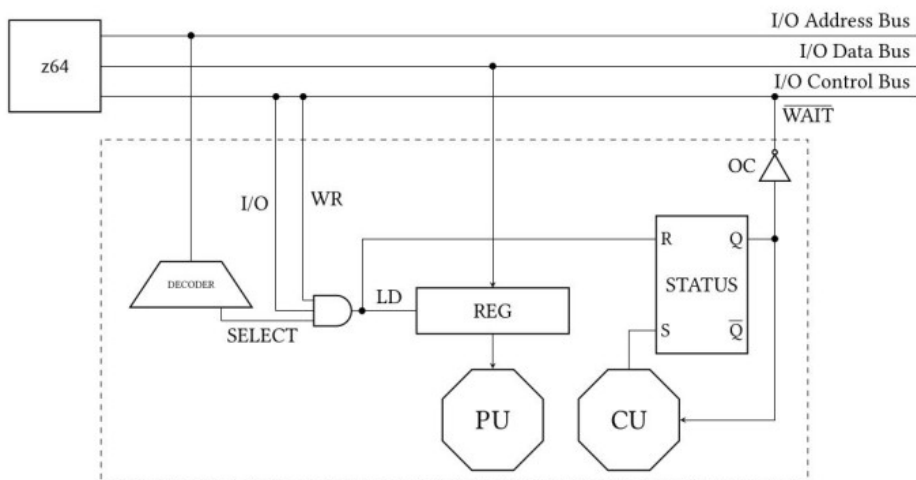 I/O Address Bus
z64
I/O Data Bus
I/O Control Bus
WAIT
OC
I/O
WR
R
Q
DECODER
LD
STATUS
REG
SELECT
S
Q
PU
CU